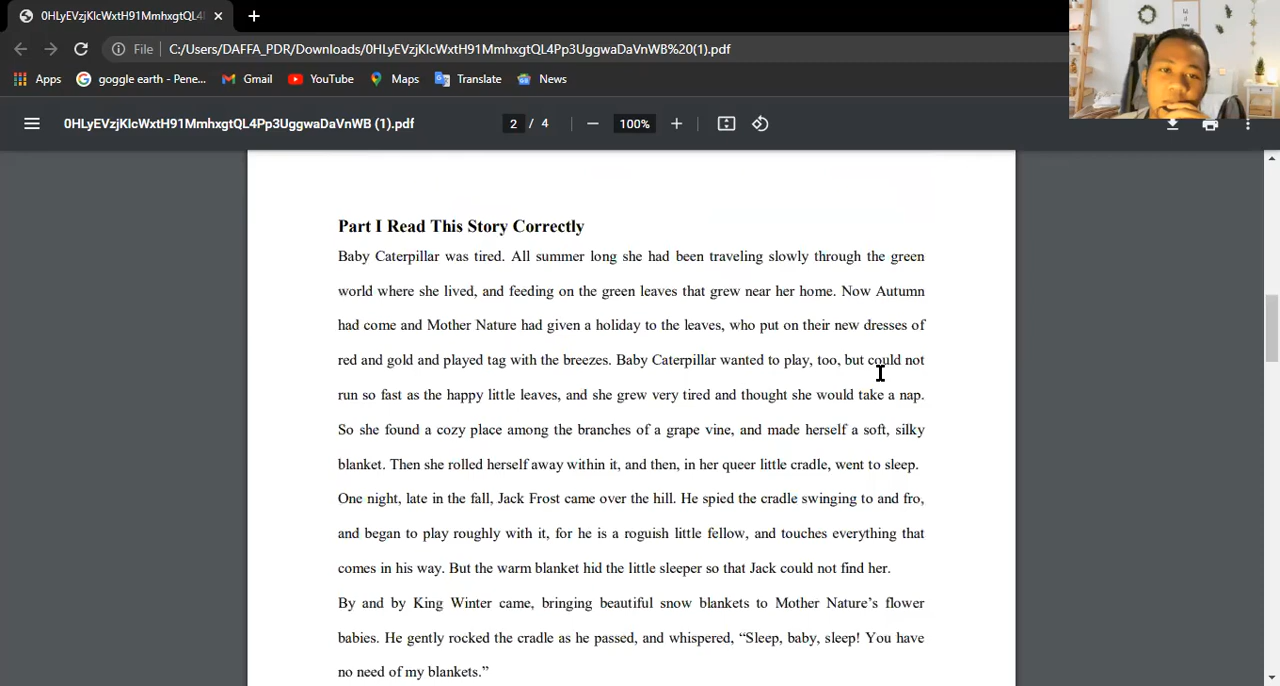 0HLyEVzjKlcWxtH91MmhxgtQL4
File C:/Users/DAFFA_PDR/Downloads/0HLyEVzjKlcWxtH91MmhxgtQL4Pp3UggwaDaVnWB%20(1).pdf
Apps goggle earth - Pene... Gmail YouTube Maps Translate News
0HLyEVzjKlcWxtH91MmhxgtQL4Pp3UggwaDaVnWB (1).pdf 2 / 4 100%
Part I Read This Story Correctly
Baby Caterpillar was tired. All summer long she had been traveling slowly through the green
world where she lived, and feeding on the green leaves that grew near her home. Now Autumn
had come and Mother Nature had given a holiday to the leaves, who put on their new dresses of
red and gold and played tag with the breezes. Baby Caterpillar wanted to play, too, but could not
run so fast as the happy little leaves, and she grew very tired and thought she would take a nap.
So she found a cozy place among the branches of a grape vine, and made herself a soft, silky
blanket. Then she rolled herself away within it, and then, in her queer little cradle, went to sleep.
One night, late in the fall, Jack Frost came over the hill. He spied the cradle swinging to and fro,
and began to play roughly with it, for he is a roguish little fellow, and touches everything that
comes in his way. But the warm blanket hid the little sleeper so that Jack could not find her.
By and by King Winter came, bringing beautiful snow blankets to Mother Nature’s flower
babies. He gently rocked the cradle as he passed, and whispered, “Sleep, baby, sleep! You have
no need of my blankets.”